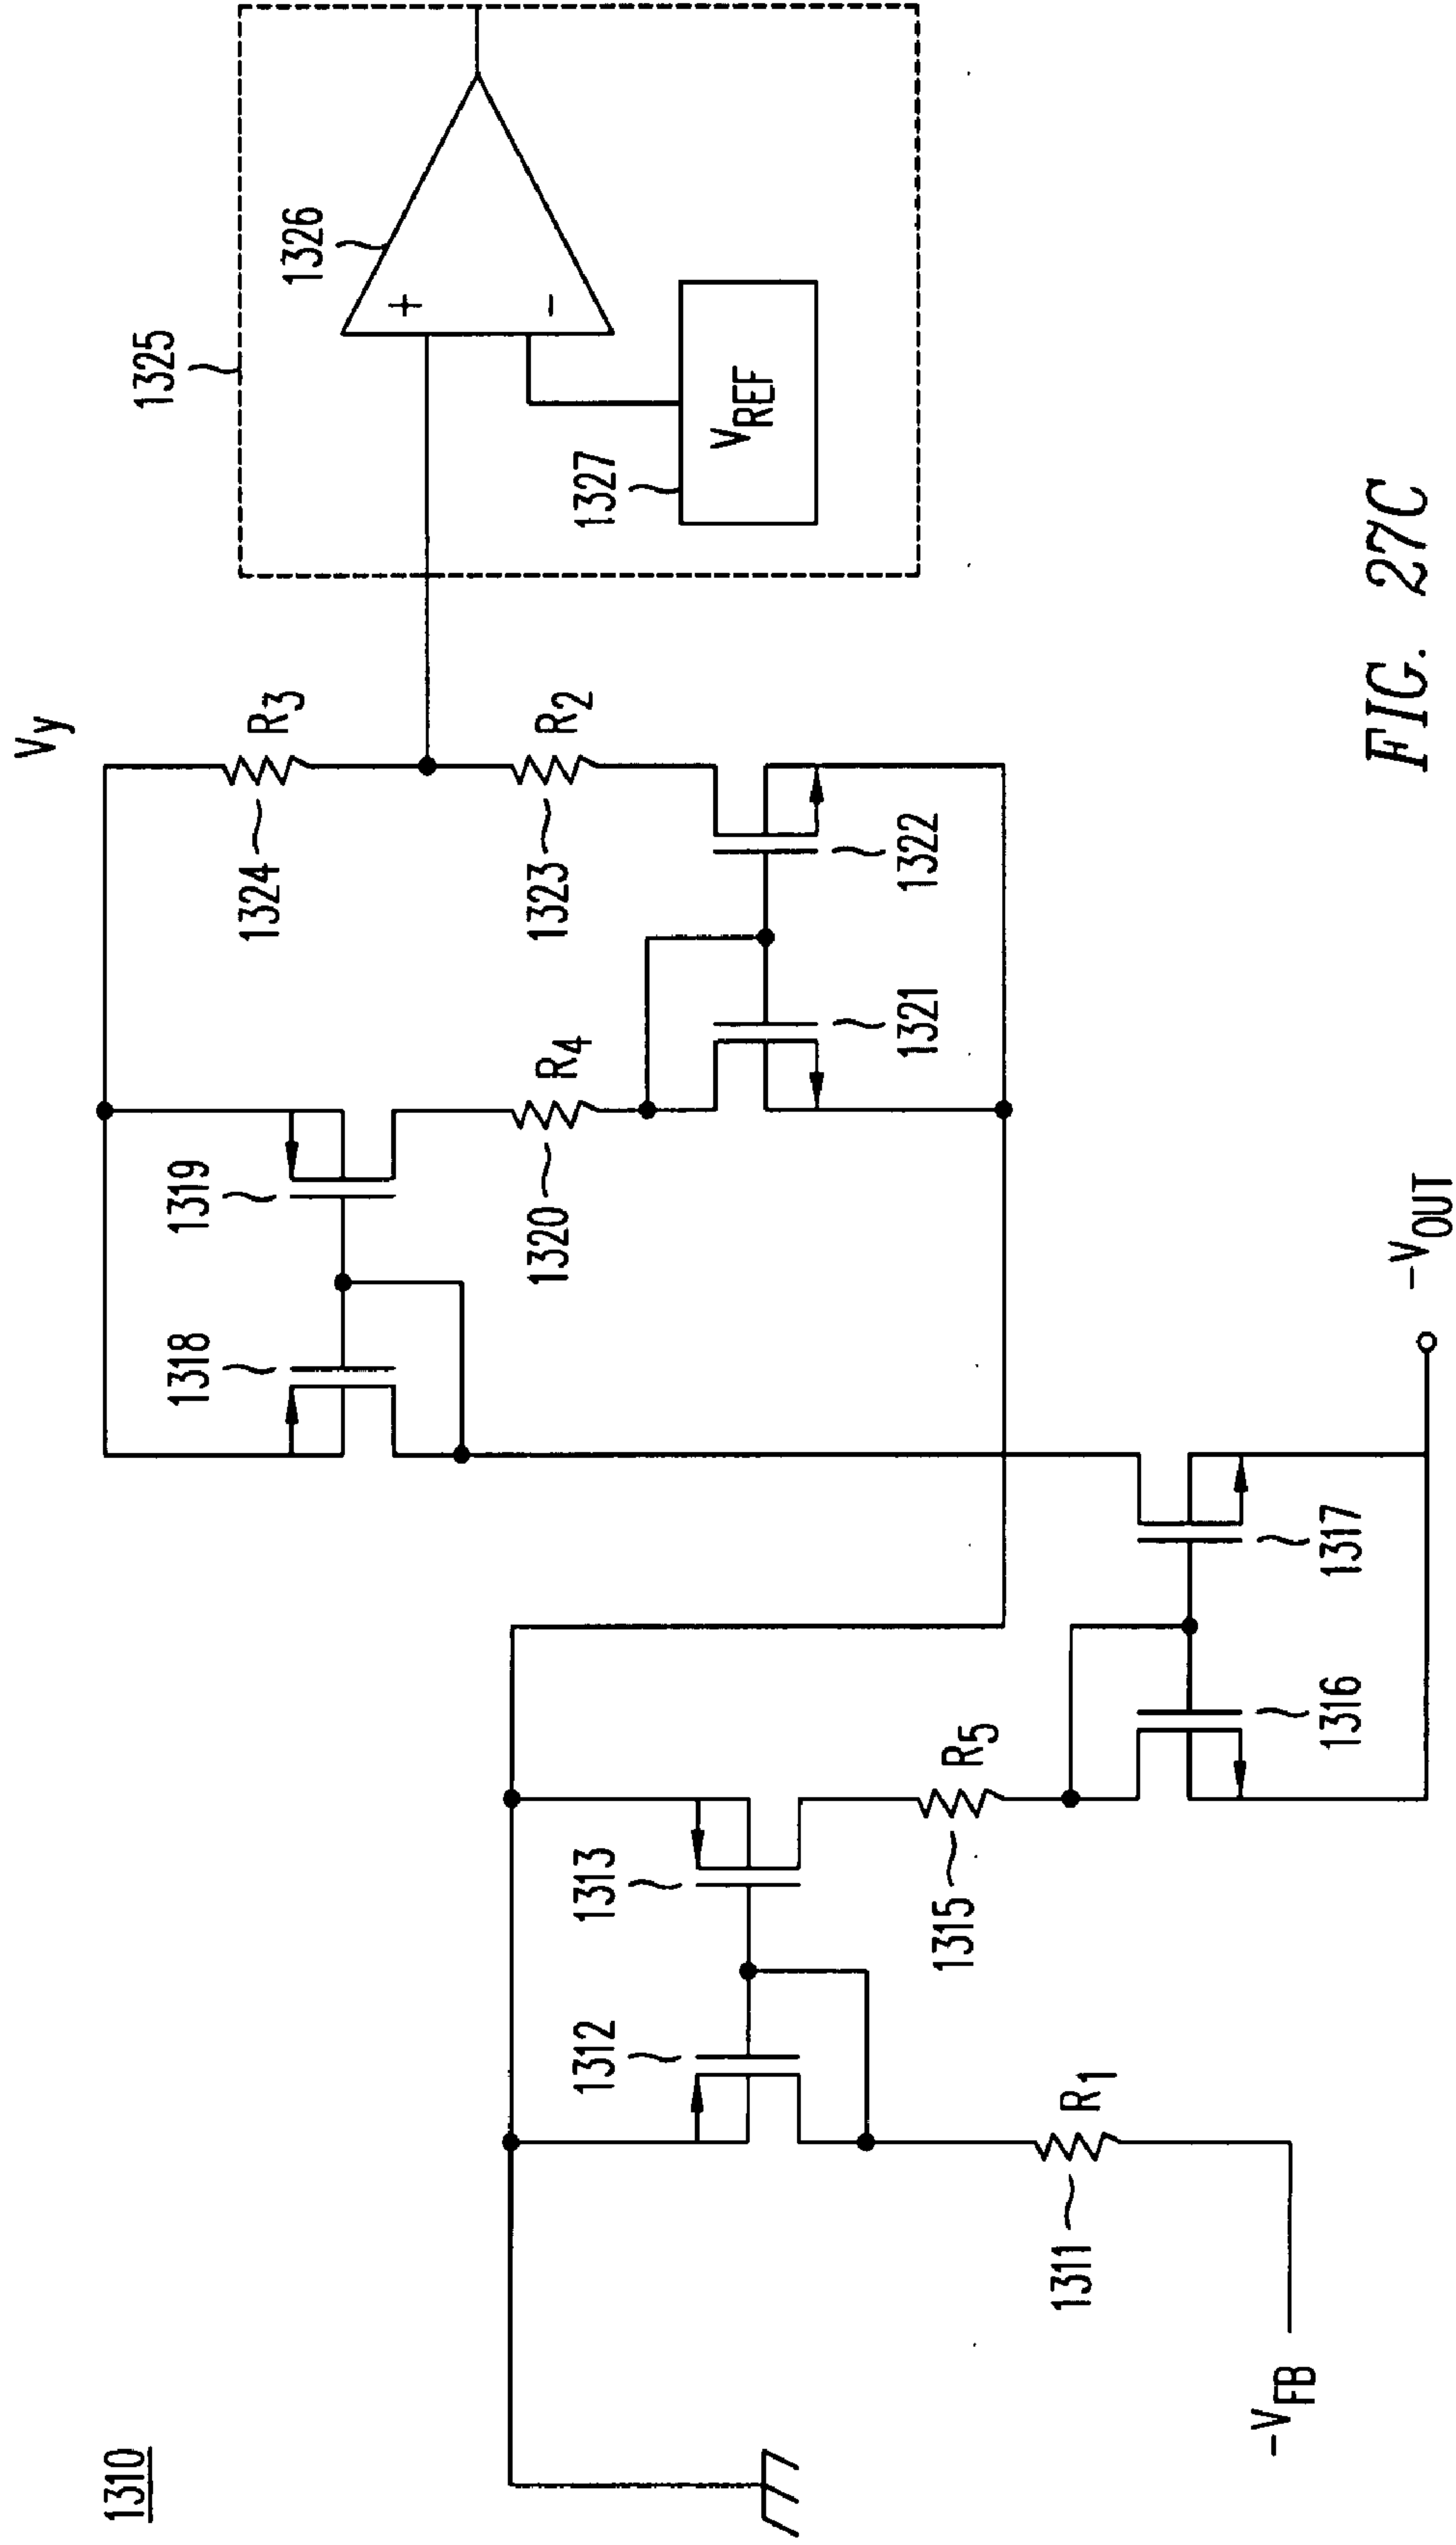 1310
V_y
1325
1326
+
-
1327
V_REF
R_3
1324
R_2
1323
1322
1321
R_4
1320
1319
1318
1317
1316
R_5
1315
1313
1312
R_1
1311
-V_FB
-V_OUT
FIG. 27C